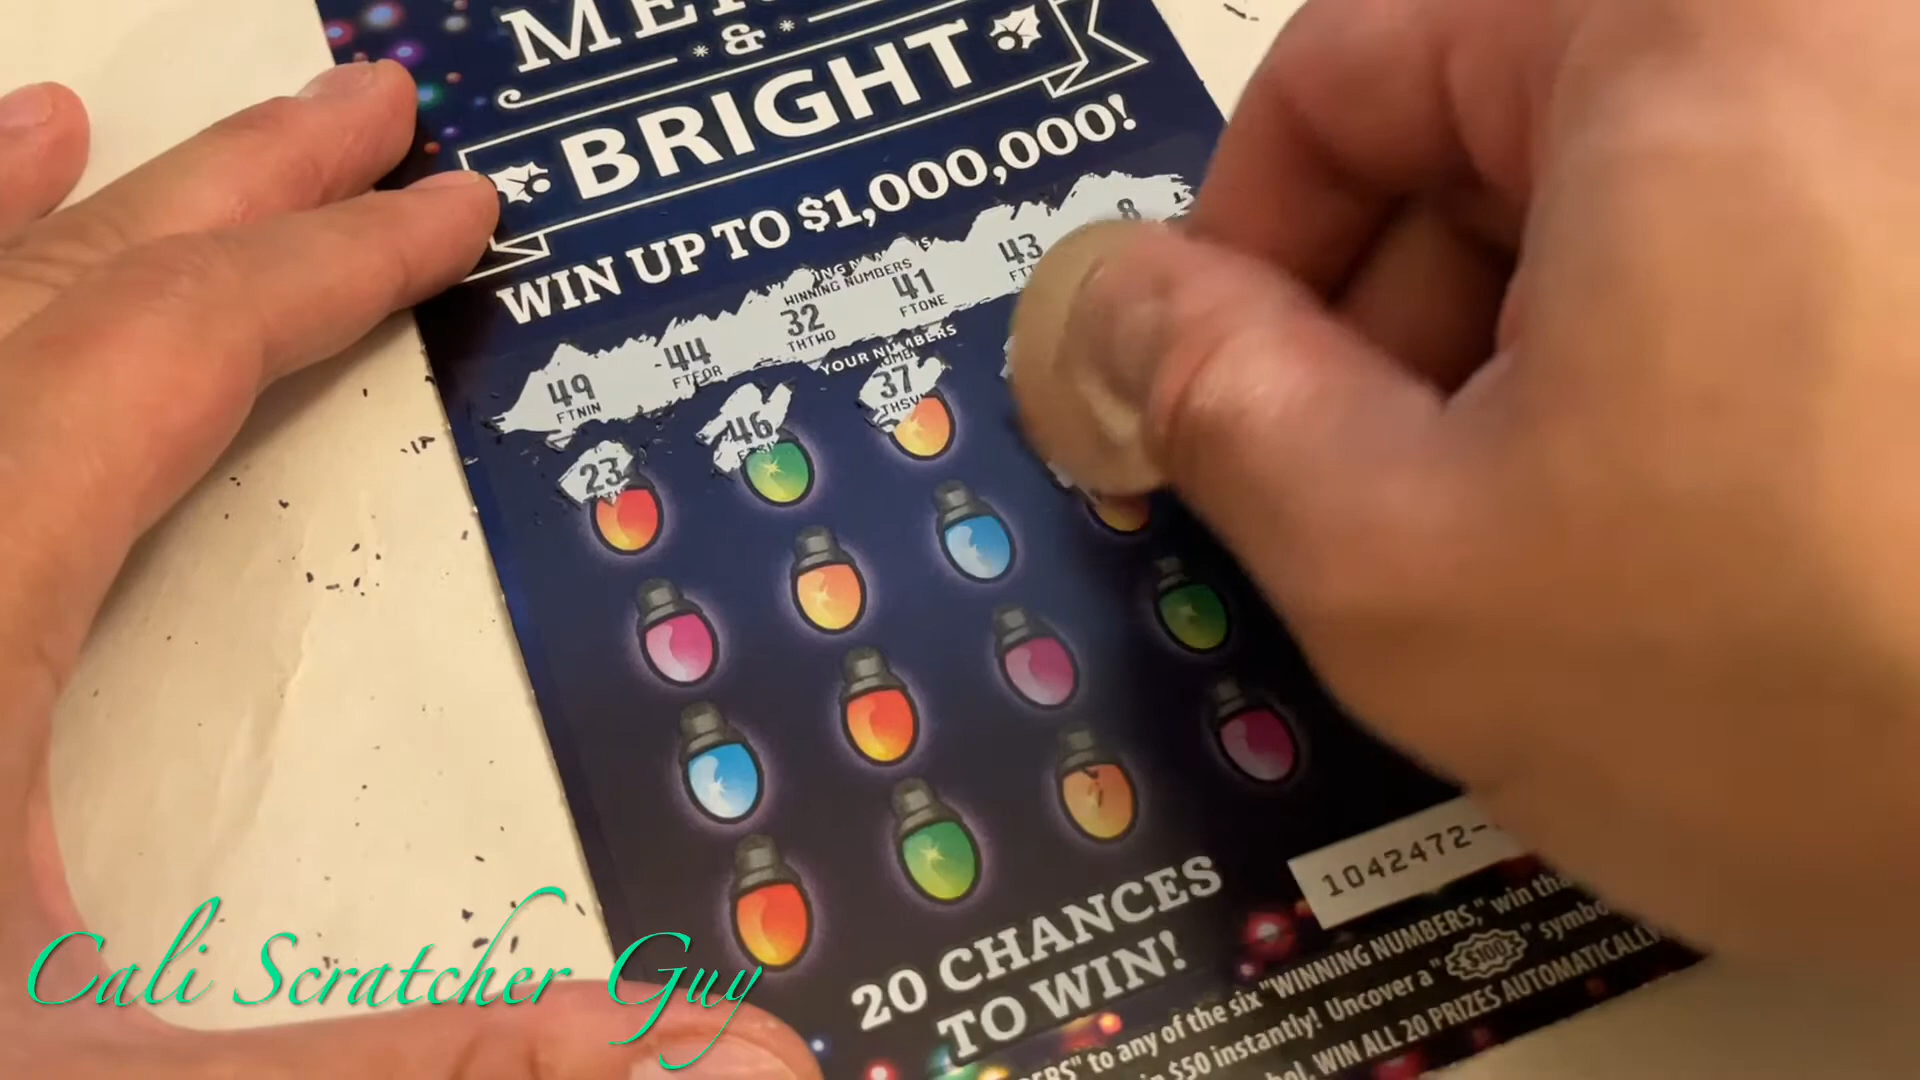 &
BRIGHT
WIN UP TO $1,000,000!
WINNING NUMBERS
49 44 32 41 43 8
FTNIN FTFOR THTWO FTONE
YOUR NUMBERS
23 46 37
THSV
1042472-
20 CHANCES
TO WIN!
to any of the six "WINNING NUMBERS," win
$50 instantly! Uncover a "$100"
WIN ALL 20 PRIZES AUTOMATICALLY
Cali Scratcher Guy